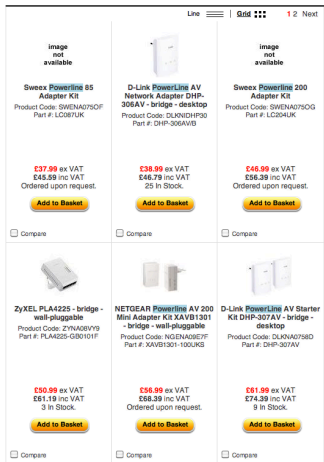 Line | Grid 1 2 Next
image
not
available
Sweex Powerline 85
Adapter Kit
Product Code: SWENA075OF
Part #: LC087UK
£37.99 ex VAT
£45.59 inc VAT
Ordered upon request.
Add to Basket
Compare
D-Link PowerLine AV
Network Adapter DHP-
306AV - bridge - desktop
Product Code: DLKNIDHP30
Part #: DHP-306AVB
£38.99 ex VAT
£46.79 inc VAT
25 In Stock.
Add to Basket
Compare
image
not
available
Sweex Powerline 200
Adapter Kit
Product Code: SWENA075OG
Part #: LC204UK
£46.99 ex VAT
£56.39 inc VAT
Ordered upon request.
Add to Basket
Compare
ZyXEL PLA4225 - bridge -
wall-pluggable
Product Code: ZYNA08VY9
Part #: PLA4225-GB0101F
£50.99 ex VAT
£61.19 inc VAT
3 In Stock.
Add to Basket
Compare
NETGEAR Powerline AV 200
Mini Adapter Kit XAVB1301
- bridge - wall-pluggable
Product Code: NGENA09E7F
Part #: XAVB1301-100UKS
£56.99 ex VAT
£68.39 inc VAT
Ordered upon request.
Add to Basket
Compare
D-Link PowerLine AV Starter
Kit DHP-307AV - bridge -
desktop
Product Code: DLKNA0758D
Part #: DHP-307AV
£61.99 ex VAT
£74.39 inc VAT
9 In Stock.
Add to Basket
Compare